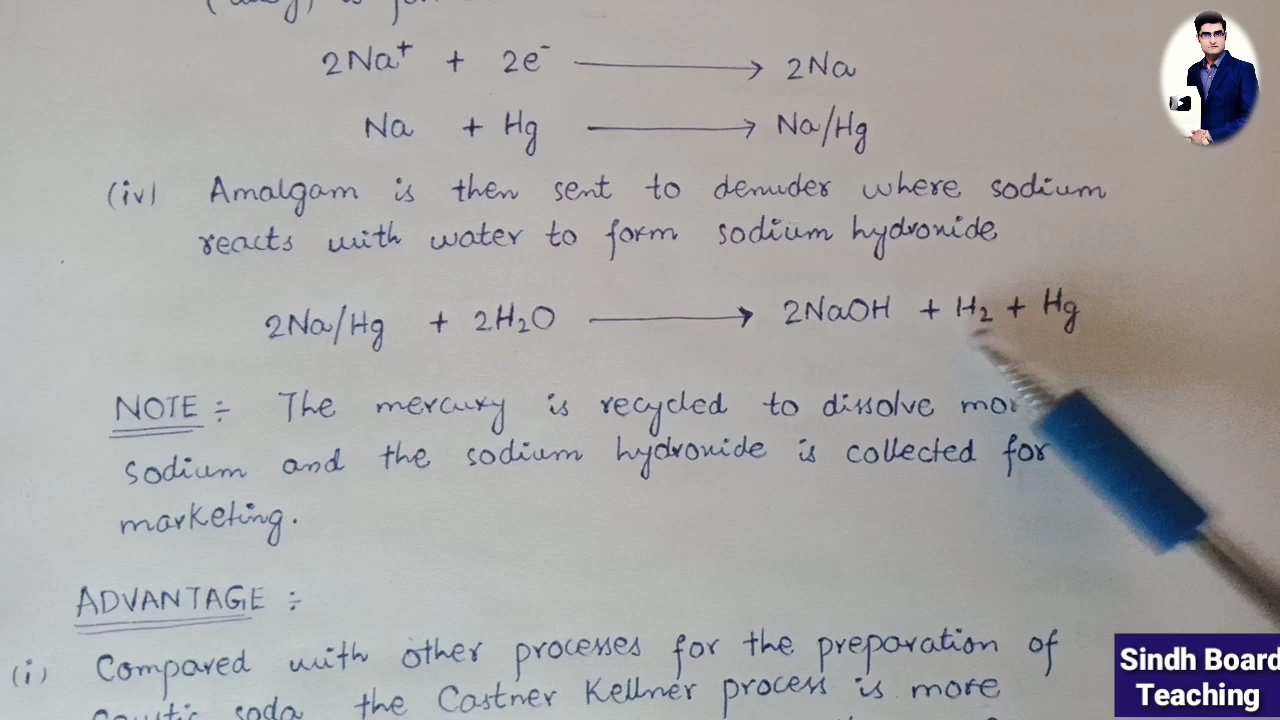 2Na⁺ + 2e⁻ ⟶ 2Na
Na + Hg ⟶ Na/Hg
(iv) Amalgam is then sent to denuder where sodium
reacts with water to form sodium hydroxide
2Na/Hg + 2H₂O ⟶ 2NaOH + H₂ + Hg
NOTE :- The mercury is recycled to dissolve
sodium and the sodium hydroxide is collected for
marketing.
ADVANTAGE :-
(i) Compared with other processes for the preparation of
soda the Castner Kellner process is more
Sindh Board
Teaching